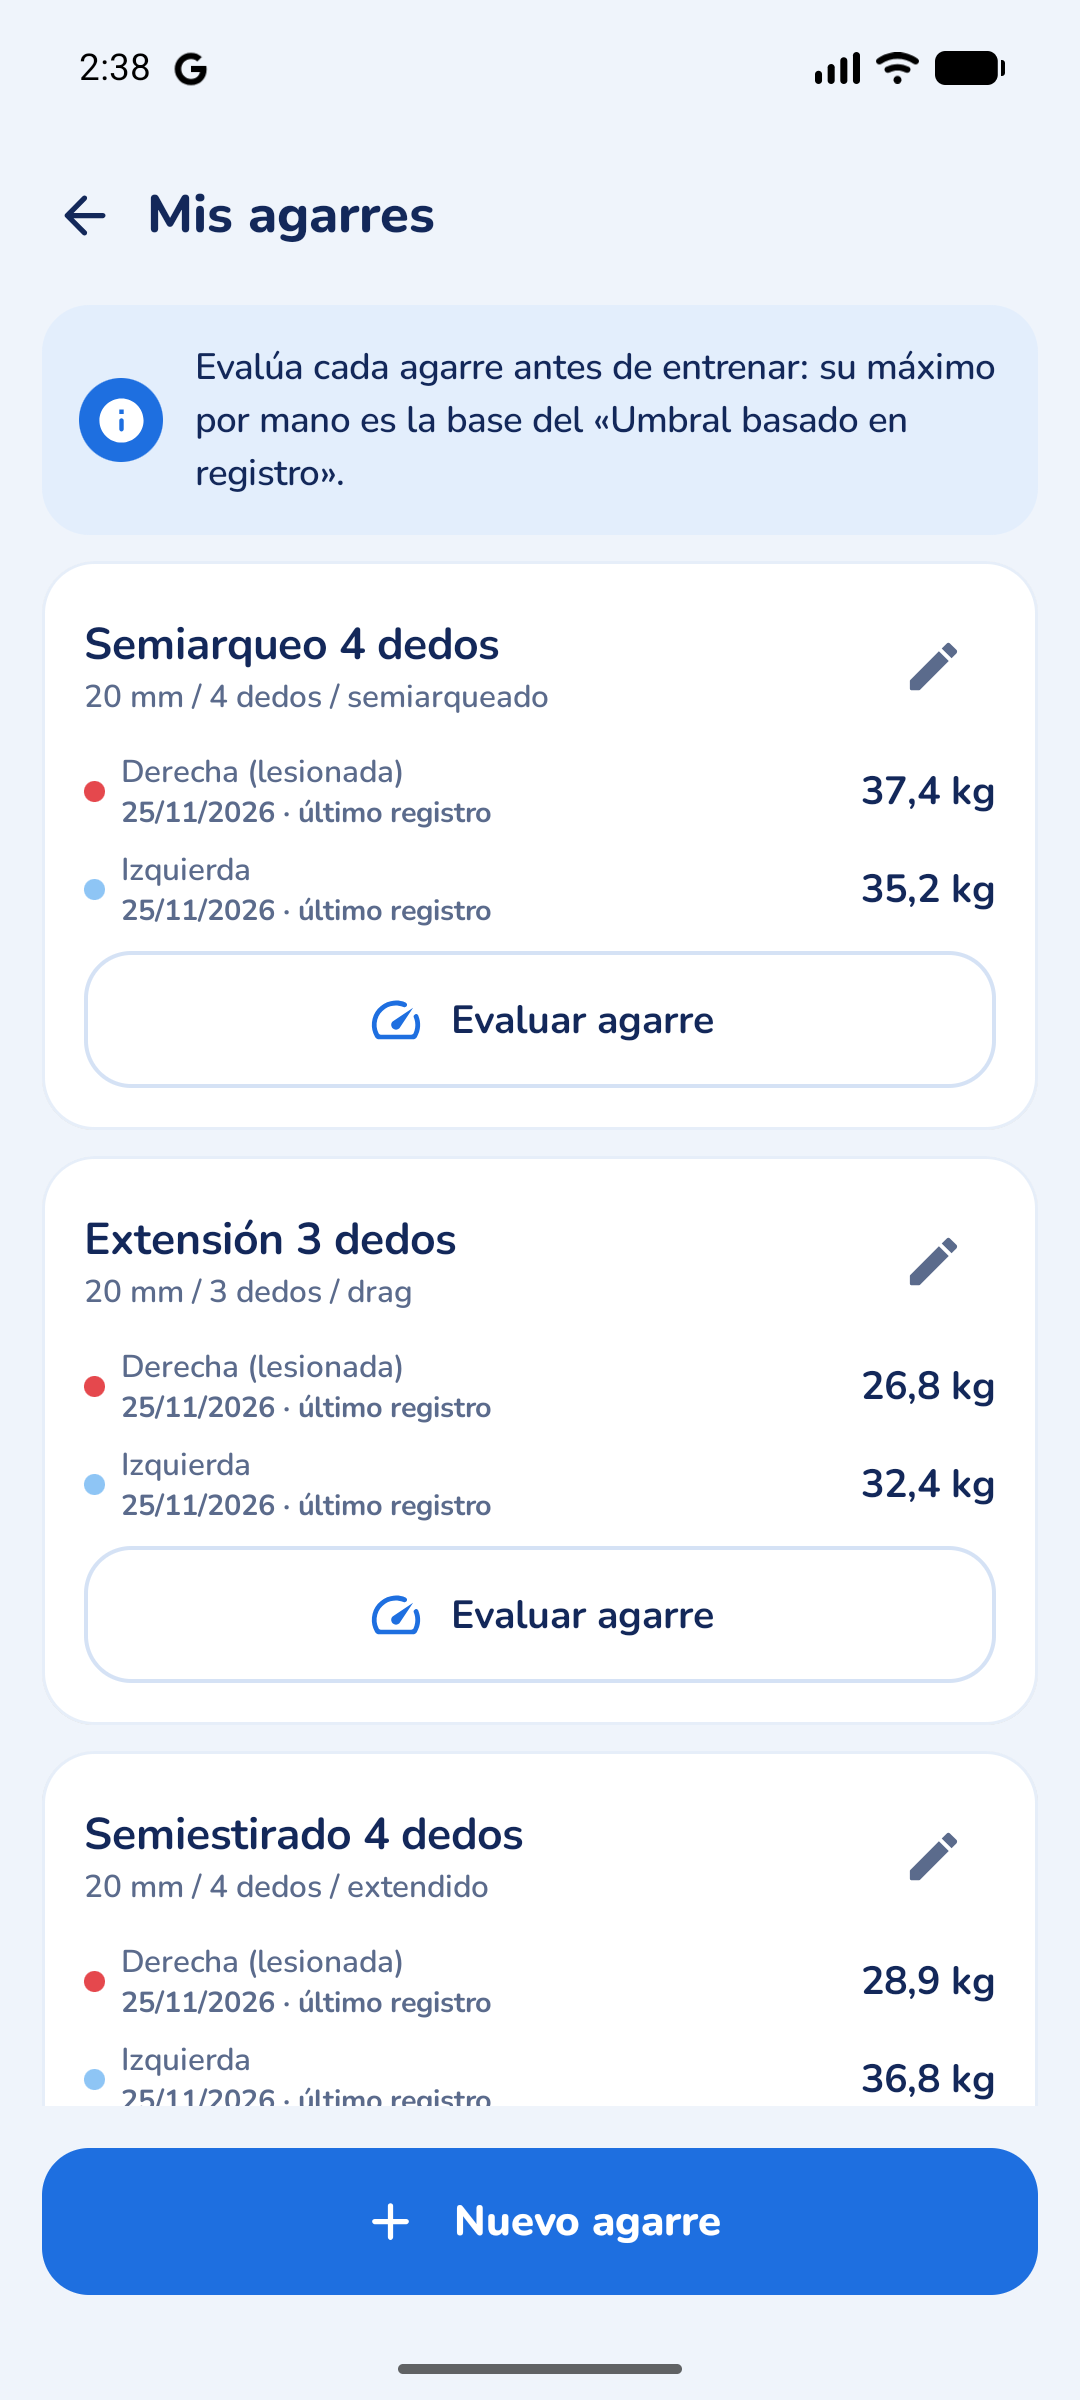 2:38
Mis agarres
Evalúa cada agarre antes de entrenar: su máximo
por mano es la base del «Umbral basado en
registro».
Semiarqueo 4 dedos
20 mm / 4 dedos / semiarqueado
Derecha (lesionada)
25/11/2026 · último registro
37,4 kg
Izquierda
25/11/2026 · último registro
35,2 kg
Evaluar agarre
Extensión 3 dedos
20 mm / 3 dedos / drag
Derecha (lesionada)
25/11/2026 · último registro
26,8 kg
Izquierda
25/11/2026 · último registro
32,4 kg
Evaluar agarre
Semiestirado 4 dedos
20 mm / 4 dedos / extendido
Derecha (lesionada)
25/11/2026 · último registro
28,9 kg
Izquierda
25/11/2026 · último registro
36,8 kg
Nuevo agarre